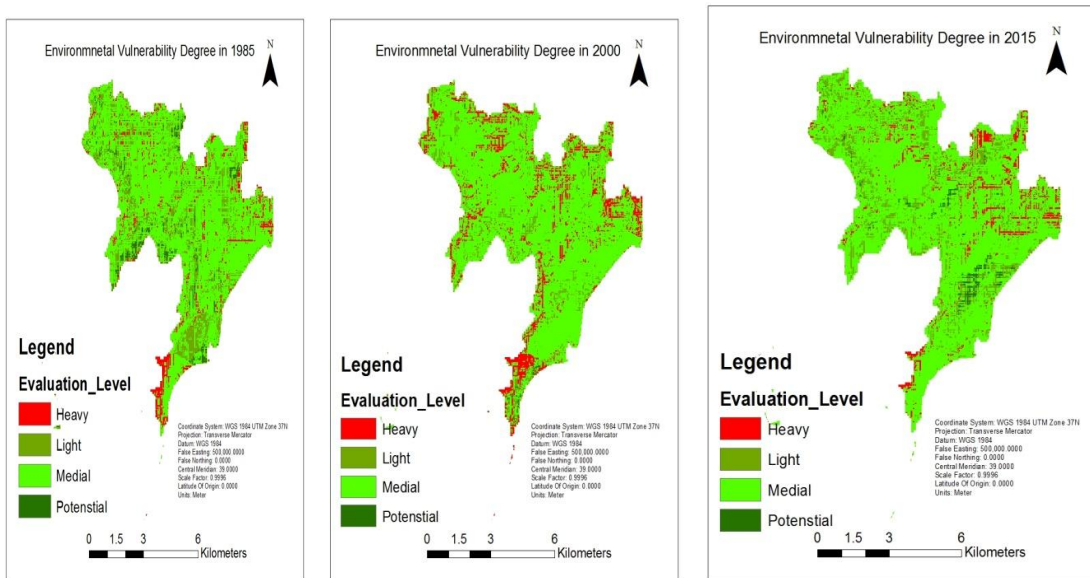 Environmnetal Vulnerability Degree in 1985
N
Legend
Evaluation_Level
Heavy
Light
Medial
Potenstial
Coordinate System: WGS 1984 UTM Zone 37N
Projection: Transverse Mercator
Datum: WGS 1984
False Easting: 500,000.0000
False Northing: 0.0000
Central Meridian: 39.0000
Scale Factor: 0.9996
Latitude Of Origin: 0.0000
Units: Meter
0 1.5 3 6
Kilometers
Environmnetal Vulnerability Degree in 2000
N
Legend
Evaluation_Level
Heavy
Light
Medial
Potenstial
Coordinate System: WGS 1984 UTM Zone 37N
Projection: Transverse Mercator
Datum: WGS 1984
False Easting: 500,000.0000
False Northing: 0.0000
Central Meridian: 39.0000
Scale Factor: 0.9996
Latitude Of Origin: 0.0000
Units: Meter
0 1.5 3 6
Kilometers
Environmnetal Vulnerability Degree in 2015
N
Legend
Evaluation_Level
Heavy
Light
Medial
Potenstial
Coordinate System: WGS 1984 UTM Zone 37N
Projection: Transverse Mercator
Datum: WGS 1984
False Easting: 500,000.0000
False Northing: 0.0000
Central Meridian: 39.0000
Scale Factor: 0.9996
Latitude Of Origin: 0.0000
Units: Meter
0 1.5 3 6
Kilometers